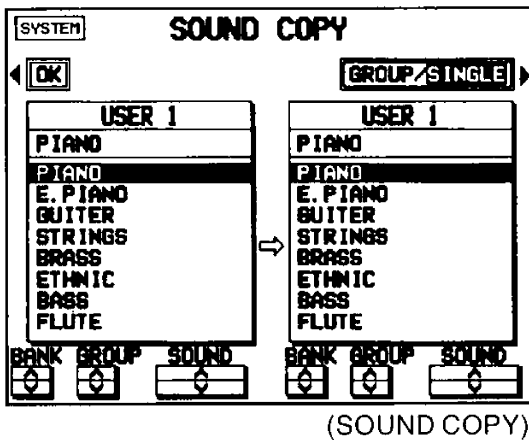 SYSTEM SOUND COPY
OK GROUP/SINGLE
USER 1
PIANO
PIANO
E.PIANO
GUITER
STRINGS
BRASS
ETHNIC
BASS
FLUTE
BANK GROUP SOUND
USER 1
PIANO
PIANO
E.PIANO
GUITER
STRINGS
BRASS
ETHNIC
BASS
FLUTE
BANK GROUP SOUND
(SOUND COPY)